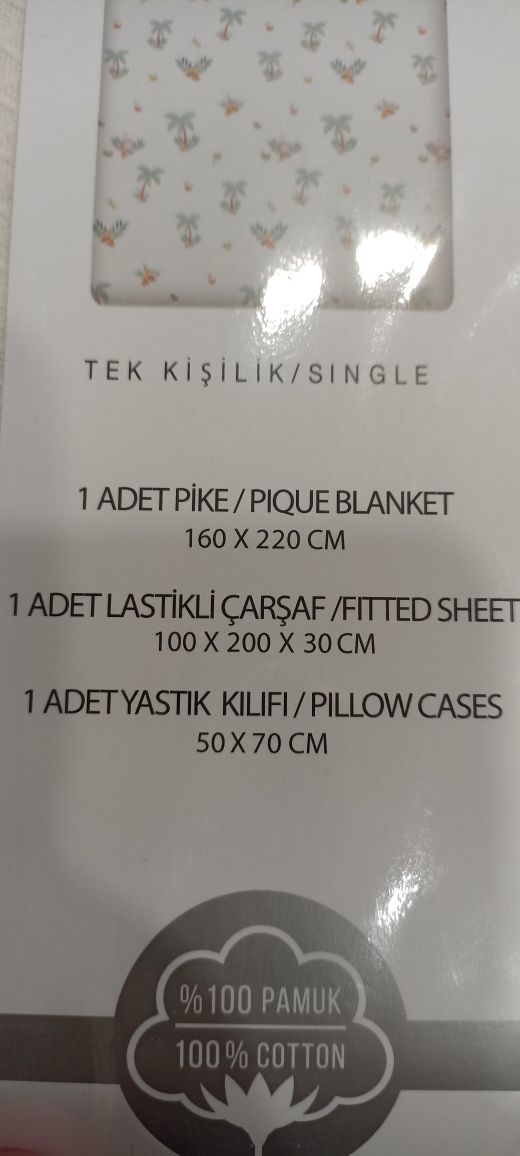 TEK KİŞİLİK/SINGLE
1 ADET PİKE / PIQUE BLANKET
160 X 220 CM
1 ADET LASTİKLİ ÇARŞAF /FITTED SHEET
100 X 200 X 30 CM
1 ADET YASTIK KILIFI / PILLOW CASES
50 X 70 CM
%100 PAMUK
100% COTTON